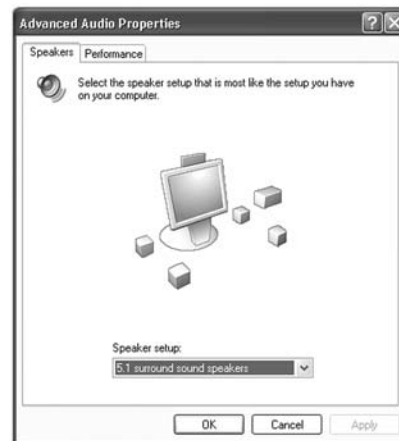 Advanced Audio Properties
Speakers Performance
Select the speaker setup that is most like the setup you have
on your computer.
Speaker setup:
5.1 surround sound speakers
OK Cancel Apply